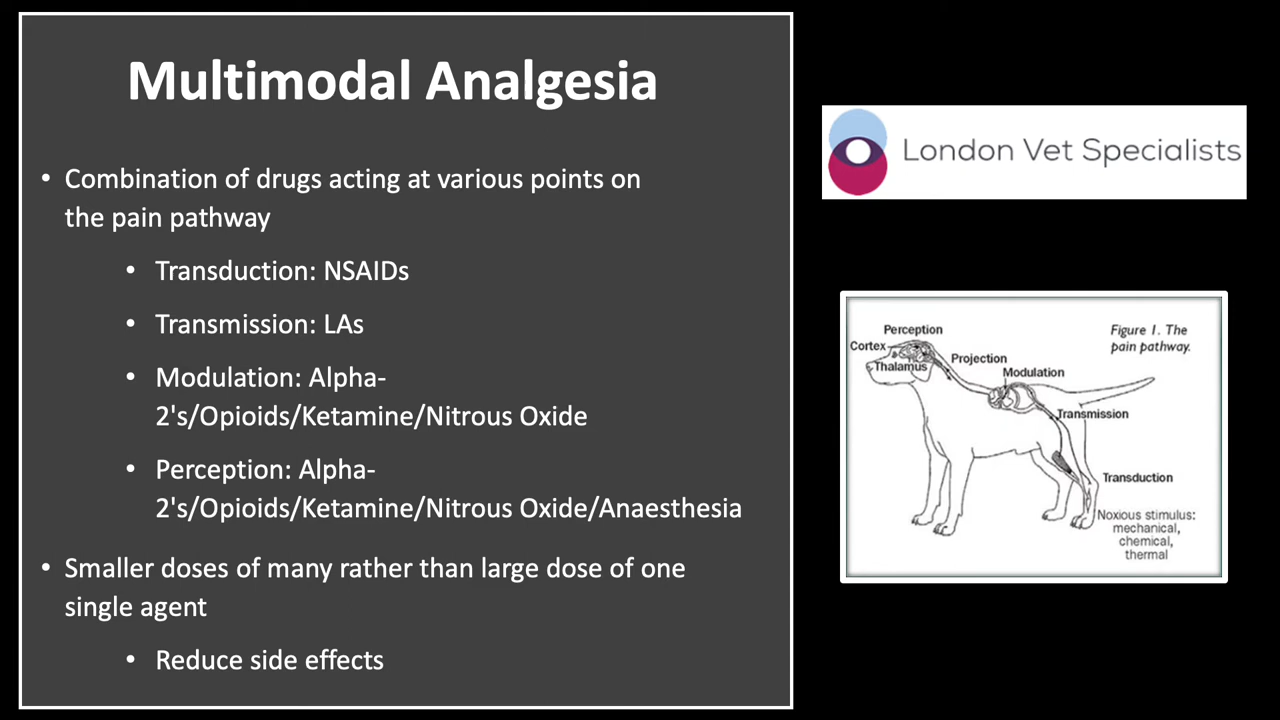 Multimodal Analgesia
• Combination of drugs acting at various points on
the pain pathway
• Transduction: NSAIDs
• Transmission: LAs
• Modulation: Alpha-
2's/Opioids/Ketamine/Nitrous Oxide
• Perception: Alpha-
2's/Opioids/Ketamine/Nitrous Oxide/Anaesthesia
• Smaller doses of many rather than large dose of one
single agent
• Reduce side effects
London Vet Specialists
Figure 1. The
pain pathway.
Perception
Cortex
Thalamus
Projection
Modulation
Transmission
Transduction
Noxious stimulus:
mechanical,
chemical,
thermal